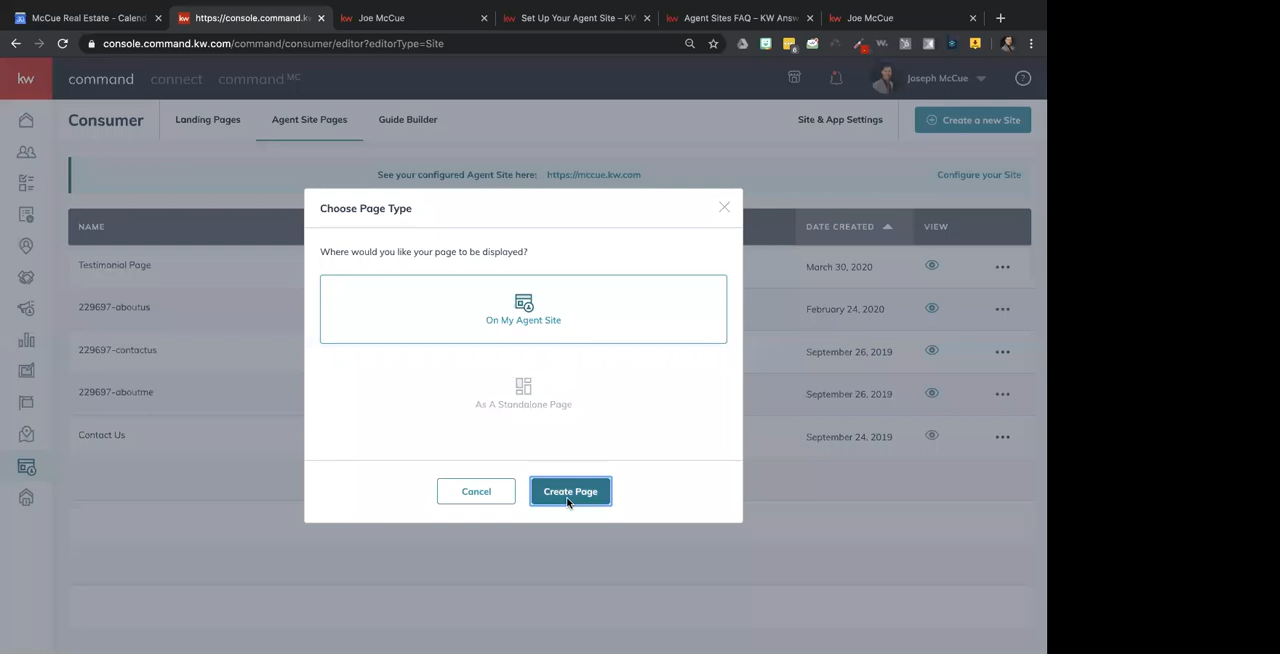 McCue Real Estate - Calend
https://console.command.k
Joe McCue
Set Up Your Agent Site – KW
Agent Sites FAQ – KW Answ
Joe McCue
console.command.kw.com/command/consumer/editor?editorType=Site
kw
command
connect
command MC
Joseph McCue
Consumer
Landing Pages
Agent Site Pages
Guide Builder
Site & App Settings
Create a new Site
See your configured Agent Site here: https://mccue.kw.com
Configure your Site
NAME
DATE CREATED
VIEW
Testimonial Page
March 30, 2020
229697-aboutus
February 24, 2020
229697-contactus
September 26, 2019
229697-aboutme
September 26, 2019
Contact Us
September 24, 2019
Choose Page Type
Where would you like your page to be displayed?
On My Agent Site
As A Standalone Page
Cancel
Create Page